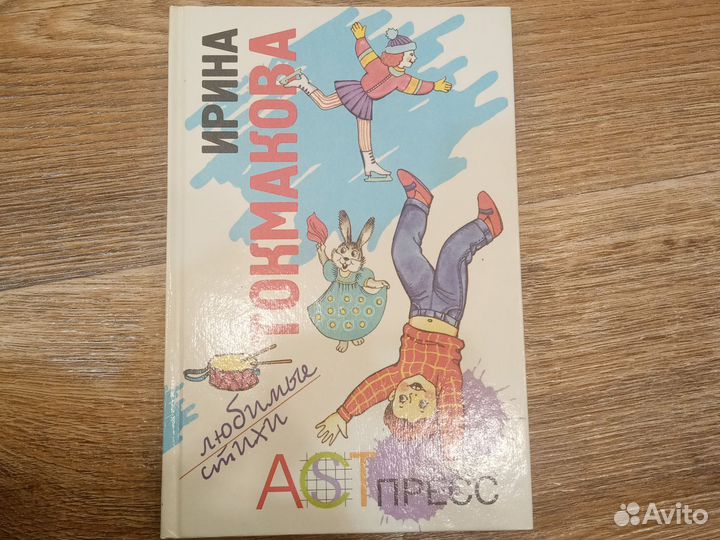 ИРИНА
ТОКМАКОВА
любимые
стихи
АСТ
ПРЕСС
Avito